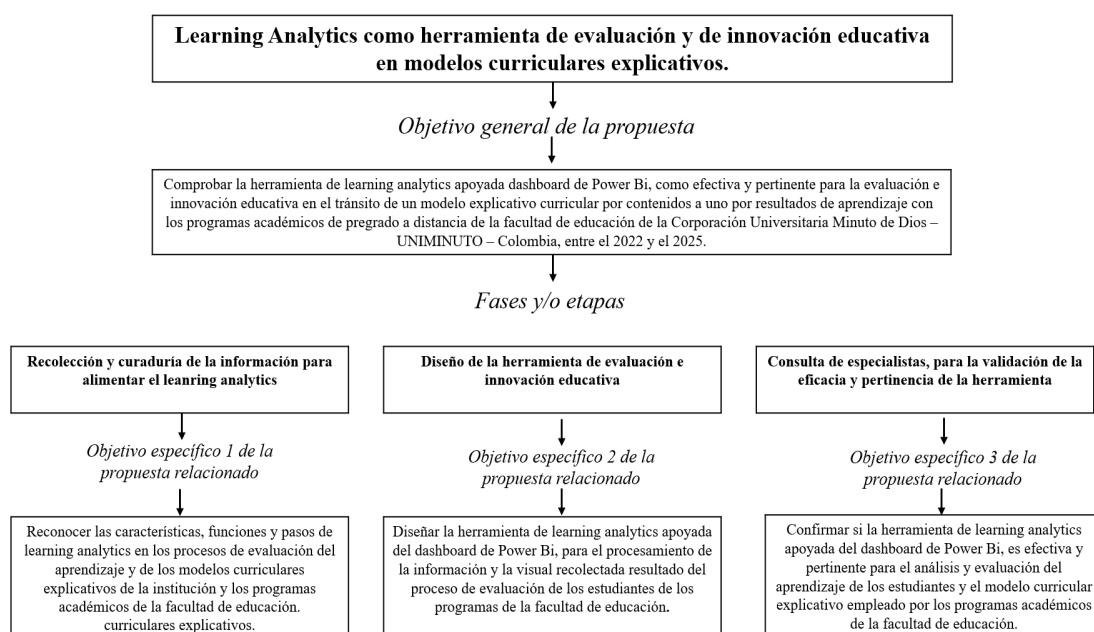 Learning Analytics como herramienta de evaluación y de innovación educativa
en modelos curriculares explicativos.
Objetivo general de la propuesta
Comprobar la herramienta de learning analytics apoyada dashboard de Power Bi, como efectiva y pertinente para la evaluación e
innovación educativa en el tránsito de un modelo explicativo curricular por contenidos a uno por resultados de aprendizaje con
los programas académicos de pregrado a distancia de la facultad de educación de la Corporación Universitaria Minuto de Dios –
UNIMINUTO – Colombia, entre el 2022 y el 2025.
Fases y/o etapas
Recolección y curaduría de la información para
alimentar el leanring analytics
Objetivo específico 1 de la
propuesta relacionado
Reconocer las características, funciones y pasos de
learning analytics en los procesos de evaluación del
aprendizaje y de los modelos curriculares
explicativos de la institución y los programas
académicos de la facultad de educación.
curriculares explicativos.
Diseño de la herramienta de evaluación e
innovación educativa
Objetivo específico 2 de la
propuesta relacionado
Diseñar la herramienta de learning analytics apoyada
del dashboard de Power Bi, para el procesamiento de
la información y la visual recolectada resultado del
proceso de evaluación de los estudiantes de los
programas de la facultad de educación.
Consulta de especialistas, para la validación de la
eficacia y pertinencia de la herramienta
Objetivo específico 3 de la
propuesta relacionado
Confirmar si la herramienta de learning analytics
apoyada del dashboard de Power Bi, es efectiva y
pertinente para el análisis y evaluación del
aprendizaje de los estudiantes y el modelo curricular
explicativo empleado por los programas académicos
de la facultad de educación.